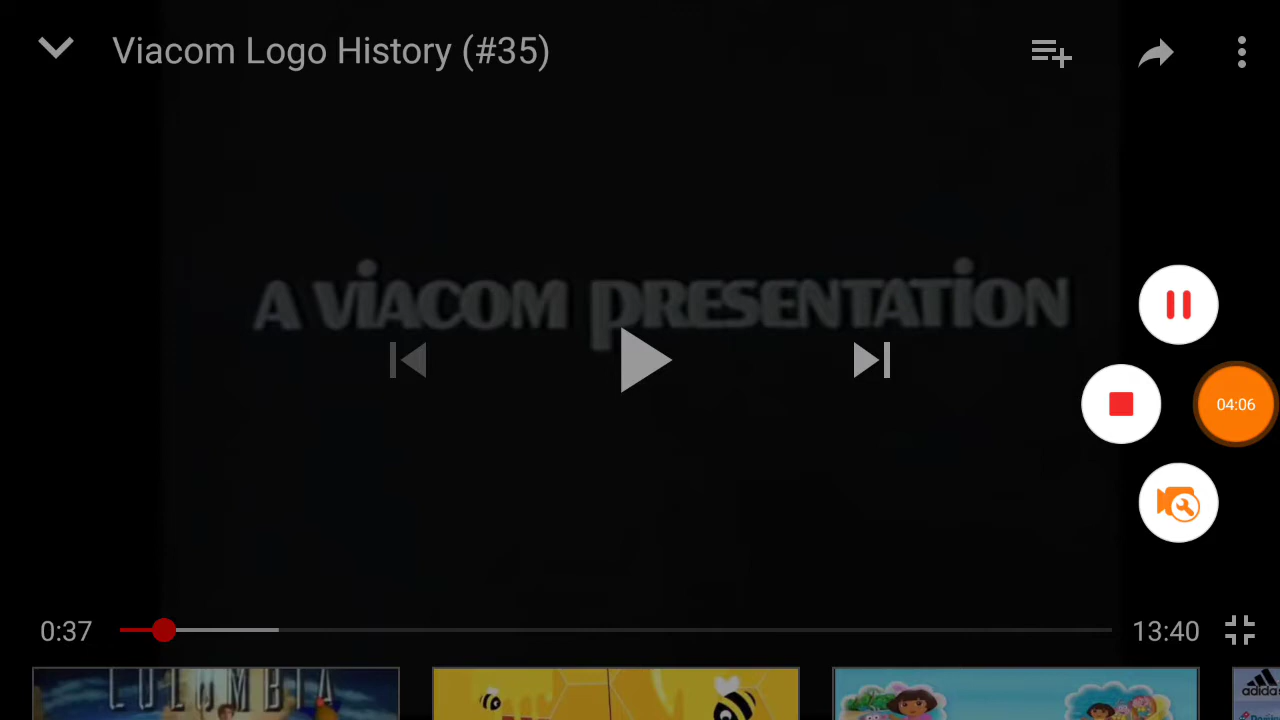 Viacom Logo History (#35)
A VIACOM PRESENTATION
04:06
0:37
13:40
COLUMBIA
adidas